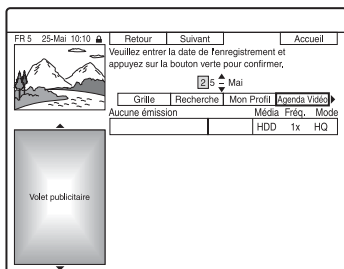 FR 5 25-Mai 10:10
Retour Suivant Accueil
Veuillez entrer la date de l'enregistrement et
appuyez sur la bouton verte pour confirmer.
25 Mai
Grille Recherche Mon Profil Agenda Vidéo
Aucune émission Média Fréq. Mode
HDD 1x HQ
Volet publicitaire